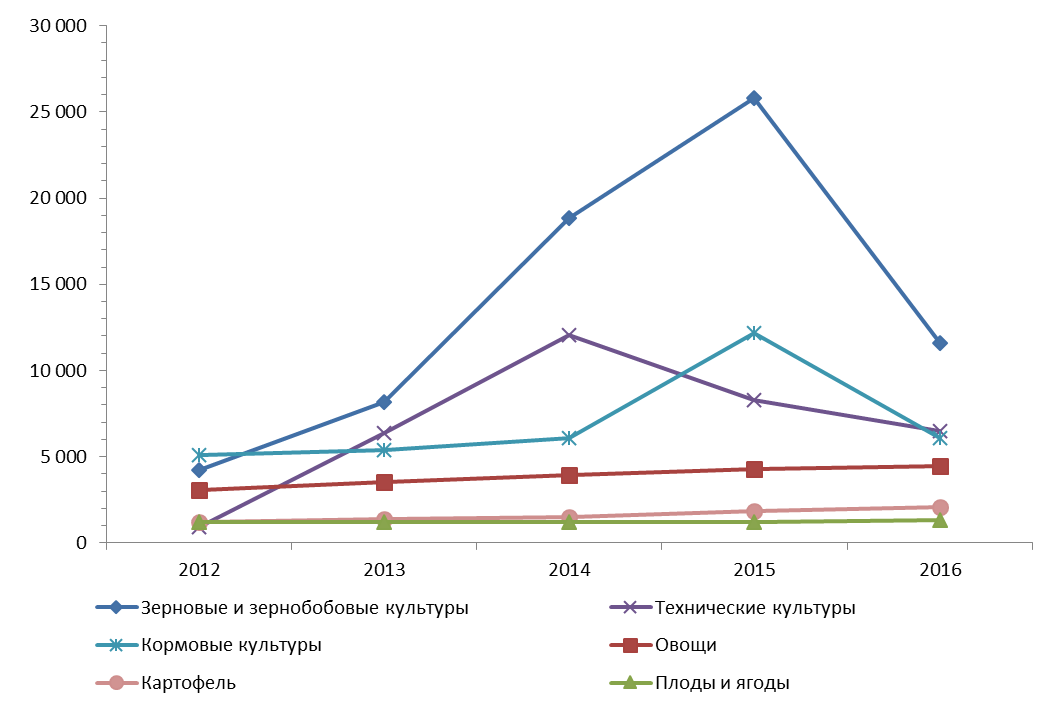 30 000
25 000
20 000
15 000
10 000
5 000
0
2012 2013 2014 2015 2016
Зерновые и зернобобовые культуры Технические культуры
Кормовые культуры Овощи
Картофель Плоды и ягоды